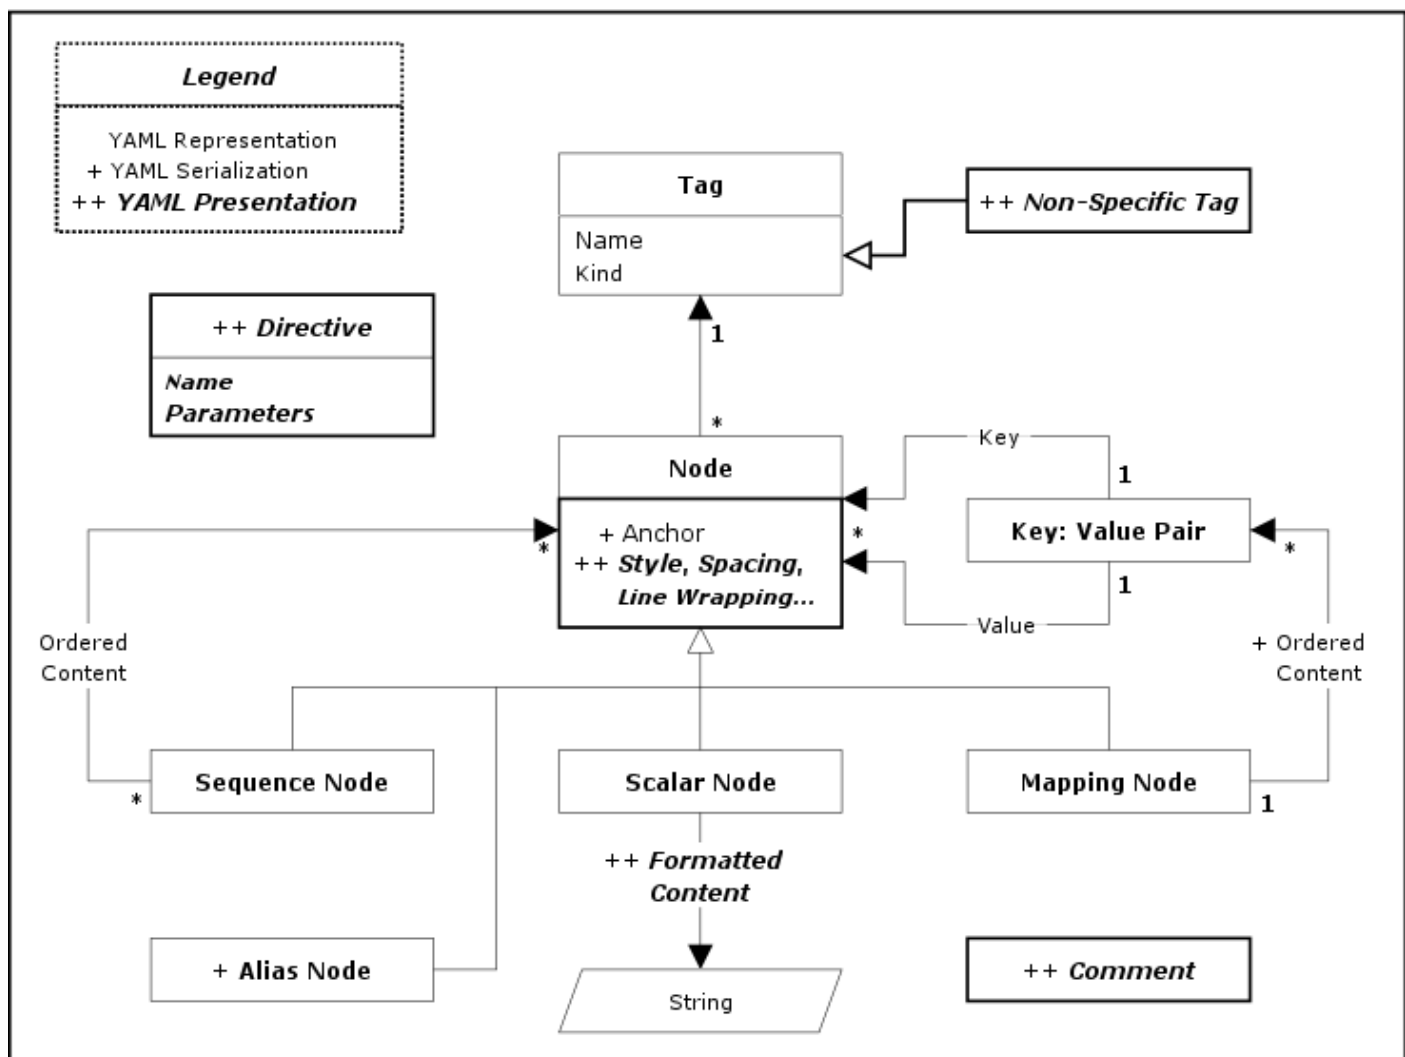 Legend
YAML Representation
+ YAML Serialization
++ YAML Presentation
Tag
Name
Kind
++ Non-Specific Tag
++ Directive
Name
Parameters
1
*
Node
+ Anchor
++ Style, Spacing,
Line Wrapping...
Key
1
*
Key: Value Pair
*
1
Value
*
Ordered
Content
+ Ordered
Content
Sequence Node
*
Scalar Node
Mapping Node
1
++ Formatted
Content
+ Alias Node
String
++ Comment